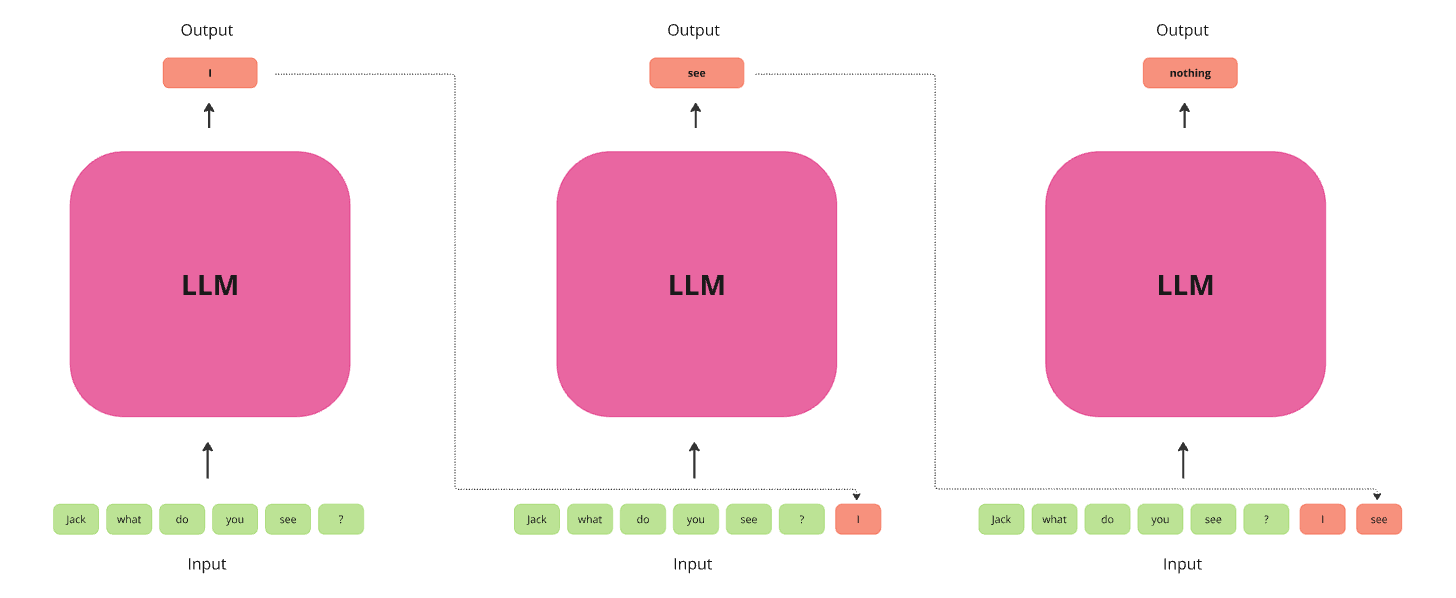 Output Output Output
I see nothing
LLM LLM LLM
Jack what do you see ? Jack what do you see ? I Jack what do you see ? I see
Input Input Input